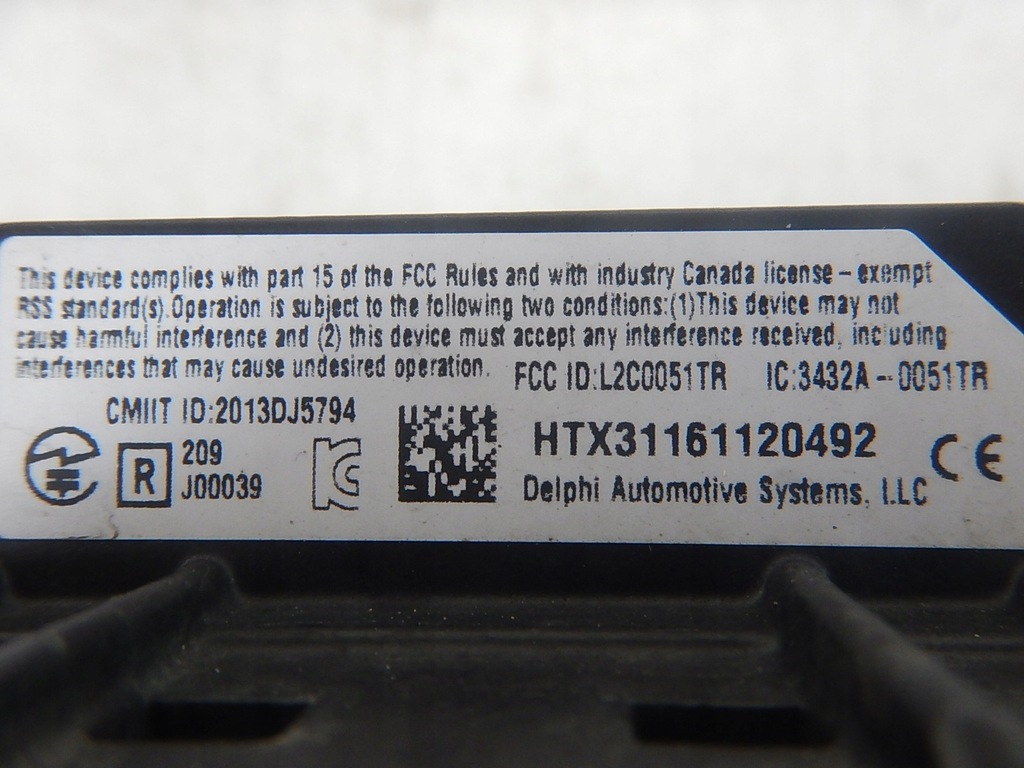 This device complies with part 15 of the FCC Rules and with industry Canada license-exempt
RSS standard(s).Operation is subject to the following two conditions:(1)This device may not
cause harmful interference and (2) this device must accept any interference received, including
interferences that may cause undesired operation.
FCC ID:L2C0051TR IC:3432A-0051TR
CMIIT ID:2013DJ5794
R
209
J00039
HTX31161120492
Delphi Automotive Systems, LLC
CE